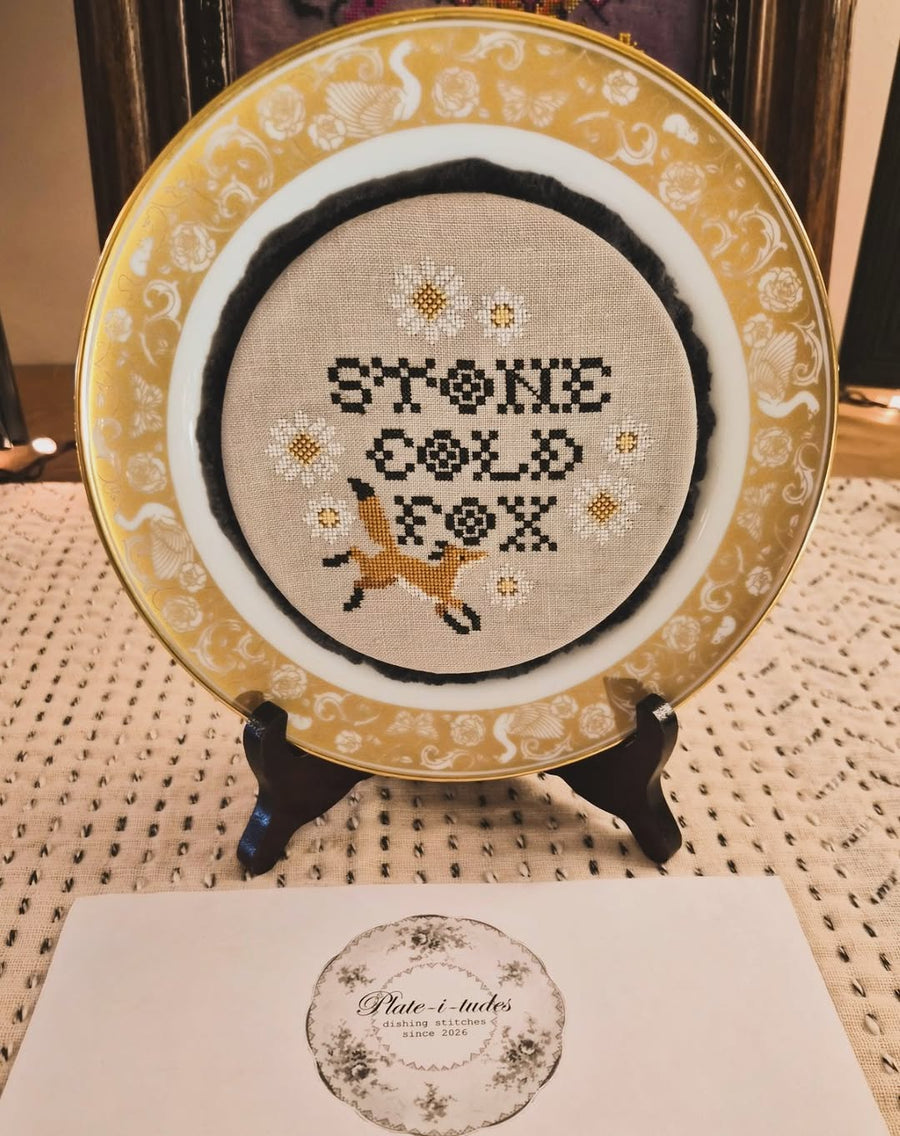 STONE
COLD
FOX
Plate-i-tudes
dishing stitches
since 2026